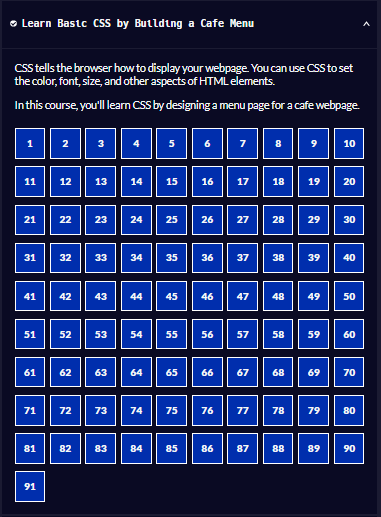 Learn Basic CSS by Building a Cafe Menu
CSS tells the browser how to display your webpage. You can use CSS to set
the color, font, size, and other aspects of HTML elements.
In this course, you'll learn CSS by designing a menu page for a cafe webpage.
1 2 3 4 5 6 7 8 9 10
11 12 13 14 15 16 17 18 19 20
21 22 23 24 25 26 27 28 29 30
31 32 33 34 35 36 37 38 39 40
41 42 43 44 45 46 47 48 49 50
51 52 53 54 55 56 57 58 59 60
61 62 63 64 65 66 67 68 69 70
71 72 73 74 75 76 77 78 79 80
81 82 83 84 85 86 87 88 89 90
91